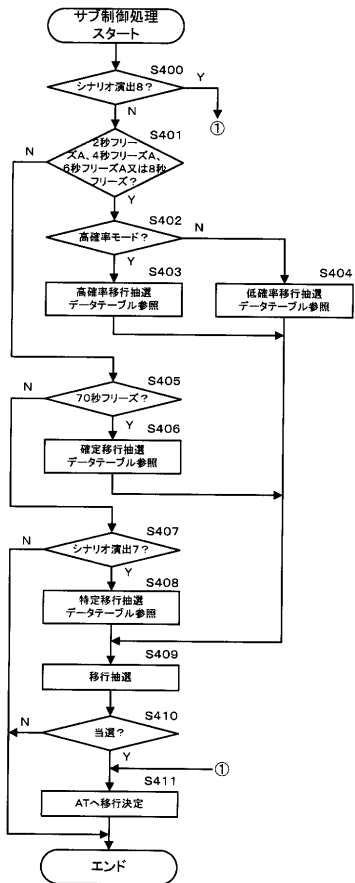 サブ制御処理
スタート
S400
シナリオ演出8?
Y
N
①
S401
2秒フリー
ズA、4秒フリーズA、
6秒フリーズA又は8秒
フリーズ?
N
Y
S402
高確率モード?
N
Y
S403
高確率移行抽選
データテーブル参照
S404
低確率移行抽選
データテーブル参照
S405
N
70秒フリーズ?
Y
S406
確定移行抽選
データテーブル参照
S407
N
シナリオ演出7?
Y
S408
特定移行抽選
データテーブル参照
S409
移行抽選
S410
N
当選?
Y
①
S411
ATへ移行決定
エンド